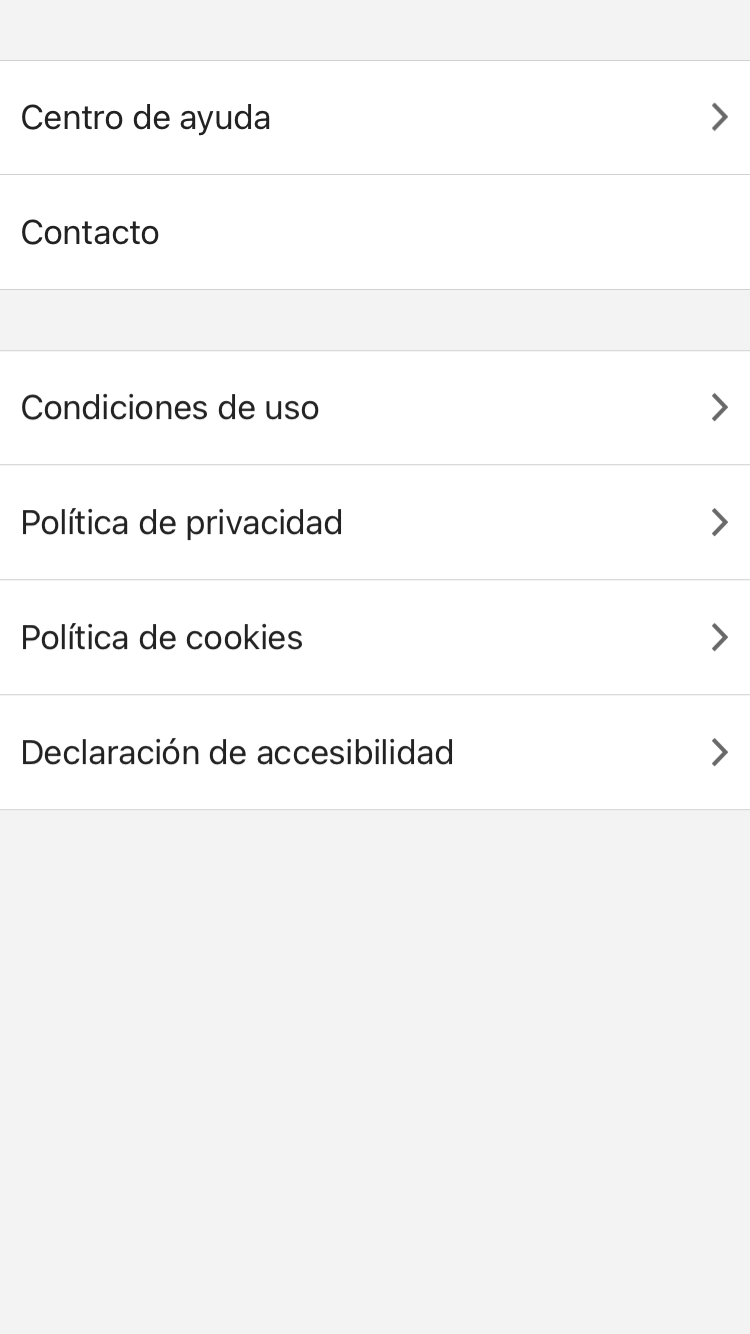 Centro de ayuda
Contacto
Condiciones de uso
Política de privacidad
Política de cookies
Declaración de accesibilidad